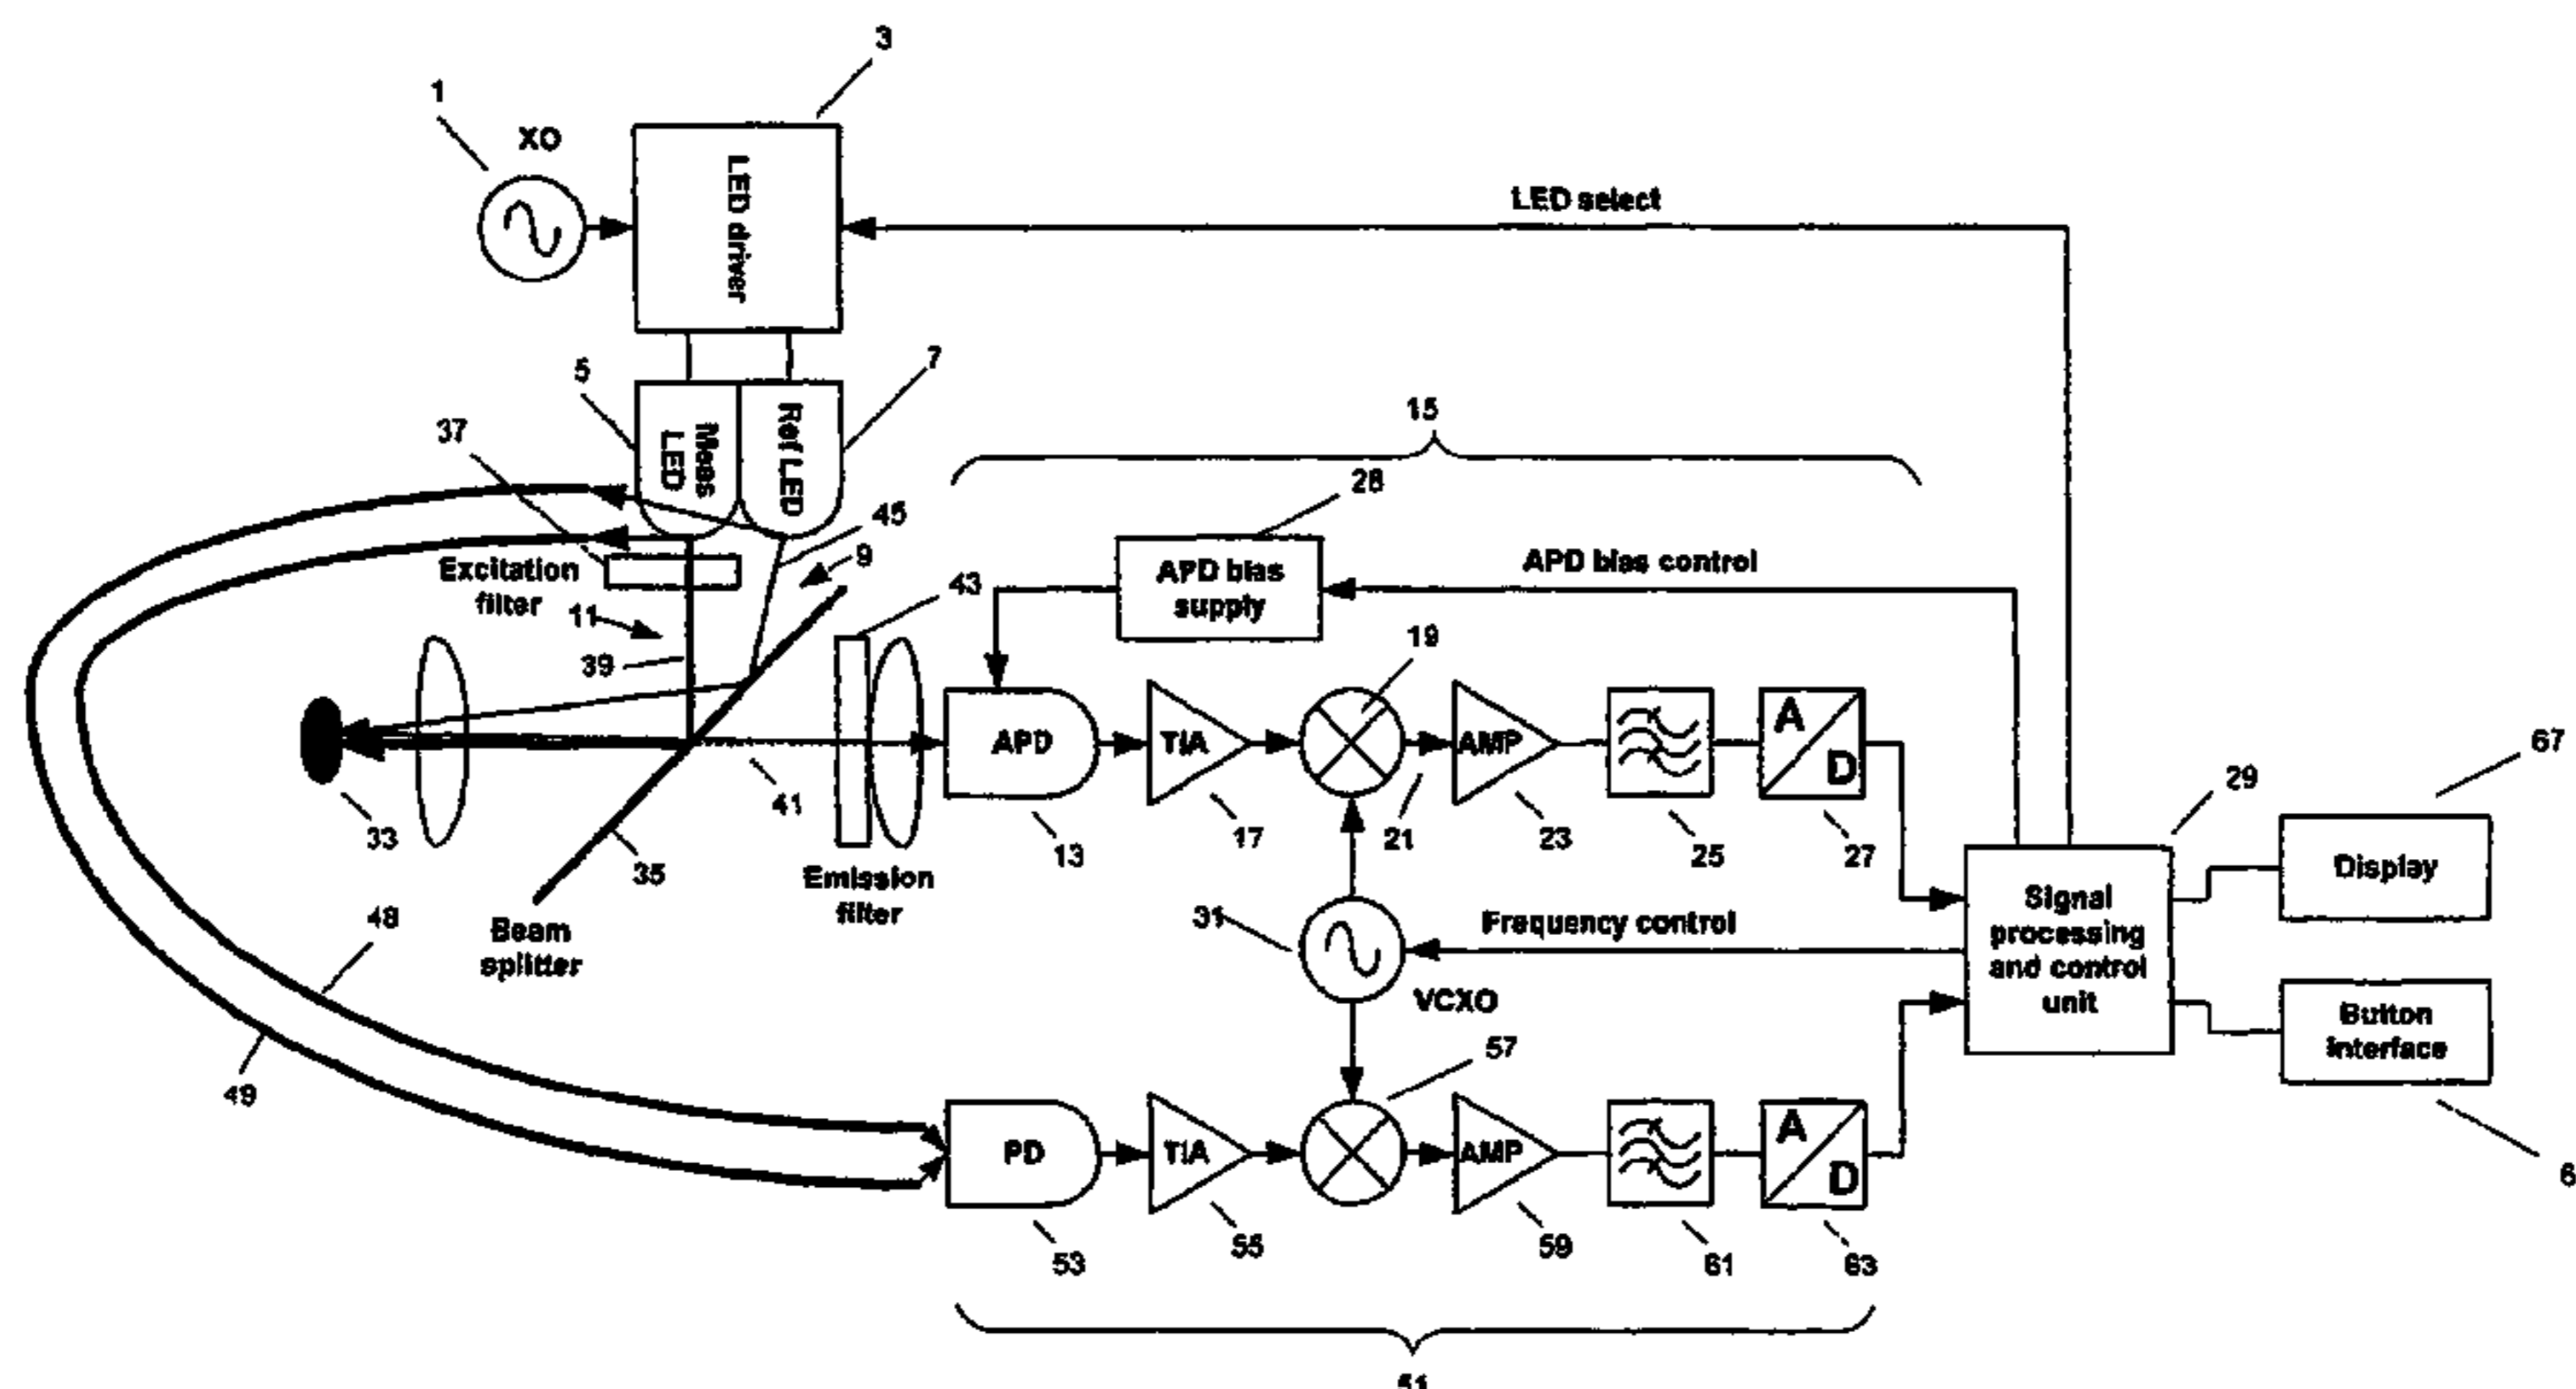 3
1
XO
LED driver
LED select
5
7
37
Meas
LED
Ref LED
15
28
45
9
Excitation
filter
43
APD bias
supply
APD bias control
11
19
39
APD
TIA
AMP
A
D
67
29
33
41
13
17
21
23
25
27
35
Emission
filter
Display
Beam
splitter
48
31
Frequency control
VCXO
Signal
processing
and control
unit
Button
interface
49
57
PD
TIA
AMP
A
D
53
55
59
61
63
51